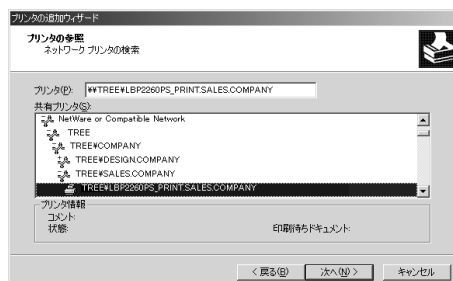 プリンタの追加ウィザード
プリンタの参照
ネットワーク プリンタの検索
プリンタ(P): ¥¥TREE¥LBP2260PS_PRINT.SALES.COMPANY
共有プリンタ(S):
NetWare or Compatible Network
TREE
TREE¥COMPANY
TREE¥DESIGN.COMPANY
TREE¥SALES.COMPANY
TREE¥LBP2260PS_PRINT.SALES.COMPANY
プリンタ情報
コメント:
状態: 印刷待ちドキュメント:
< 戻る(B) 次へ(N) > キャンセル